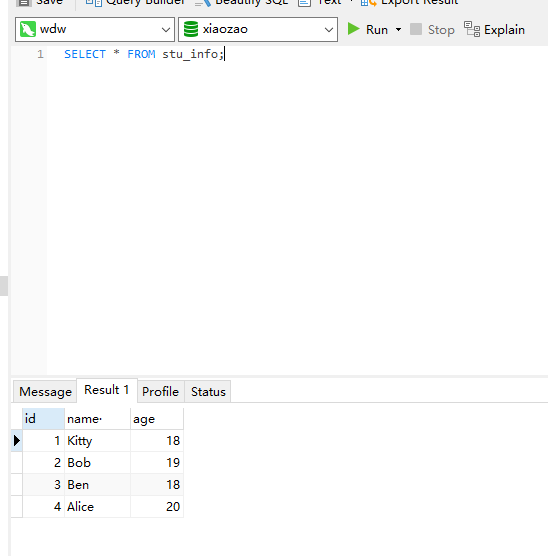 Save Query Builder Beautify SQL Text Export Result
wdw xiaozao Run Stop Explain
1 SELECT * FROM stu_info;
Message Result 1 Profile Status
id name· age
1 Kitty 18
2 Bob 19
3 Ben 18
4 Alice 20